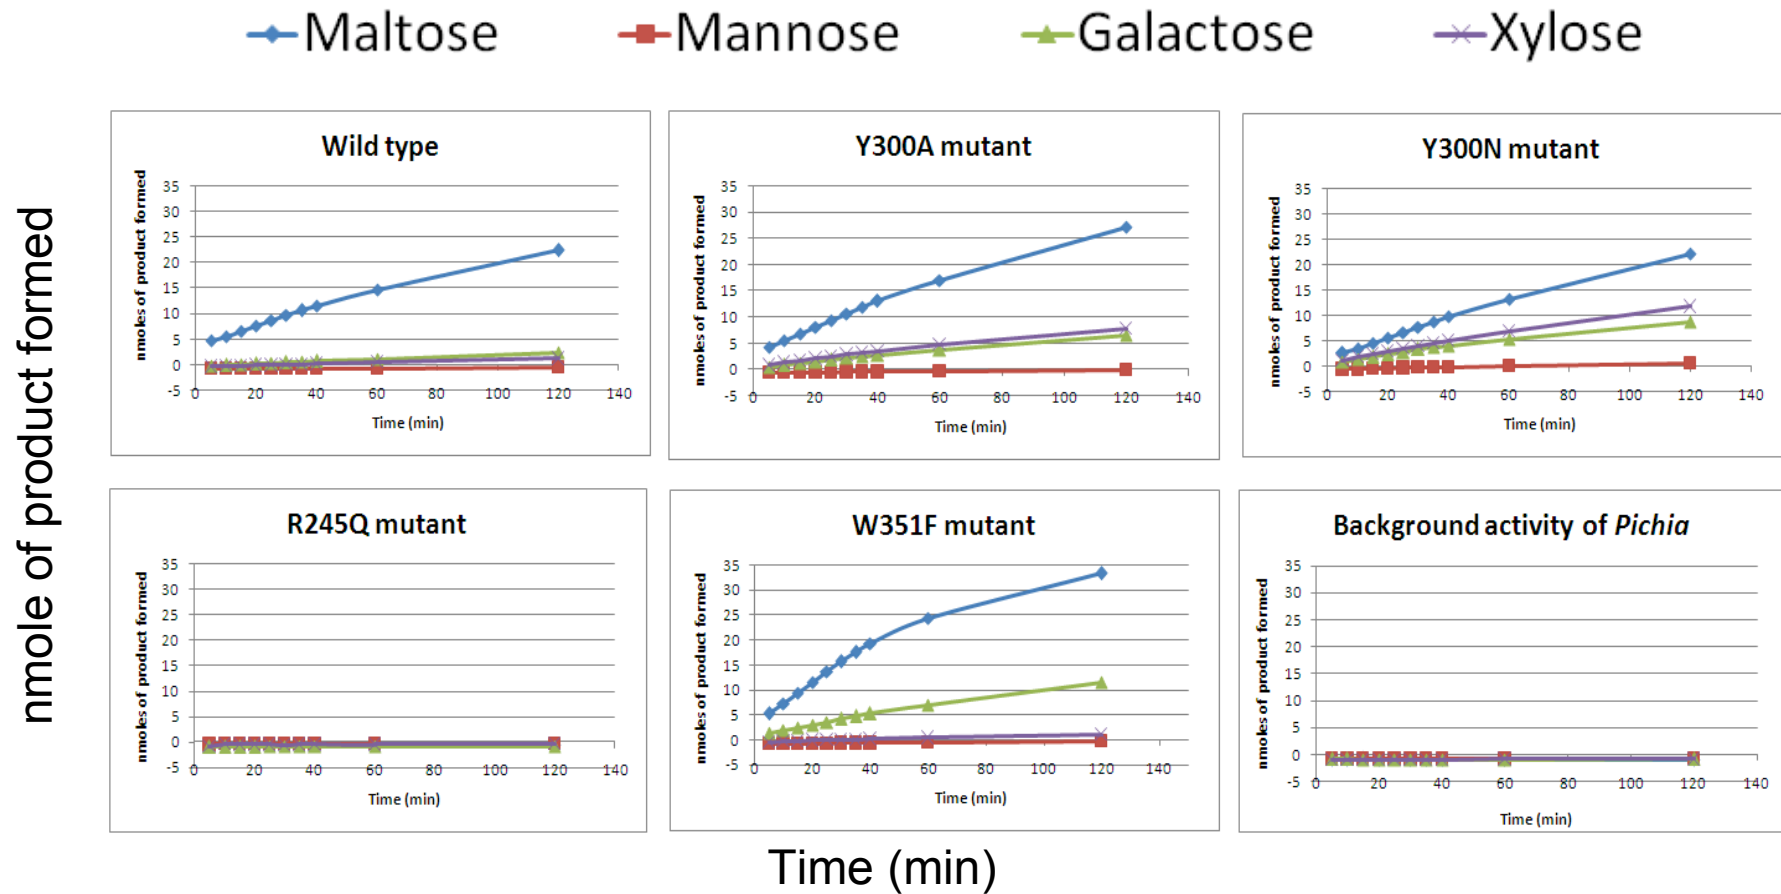 Maltose Mannose Galactose Xylose
nmole of product formed
Wild type
nmoles of product formed
35
30
25
20
15
10
5
0
-5
0 20 40 60 80 100 120 140
Time (min)
Y300A mutant
nmoles of product formed
35
30
25
20
15
10
5
0
-5
0 20 40 60 80 100 120 140
Time (min)
Y300N mutant
nmoles of product formed
35
30
25
20
15
10
5
0
-5
0 20 40 60 80 100 120 140
Time (min)
R245Q mutant
nmoles of product formed
35
30
25
20
15
10
5
0
-5
0 20 40 60 80 100 120 140
Time (min)
W351F mutant
nmoles of product formed
35
30
25
20
15
10
5
0
-5
0 20 40 60 80 100 120 140
Time (min)
Background activity of Pichia
nmoles of product formed
35
30
25
20
15
10
5
0
-5
0 20 40 60 80 100 120 140
Time (min)
Time (min)